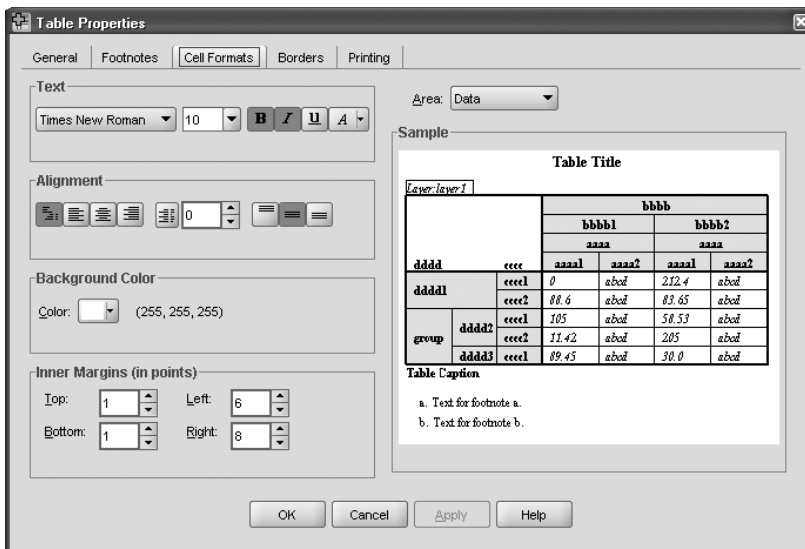 Table Properties
General Footnotes Cell Formats Borders Printing
Text
Times New Roman 10 B I U A
Alignment
0
Background Color
Color: (255, 255, 255)
Inner Margins (in points)
Top: 1 Left: 6
Bottom: 1 Right: 8
Area: Data
Sample
Table Title
Layer:layer 1
bbbb
bbbb1 bbbb2
aaaa aaaa
dddd cccc aaaa1 aaaa2 aaaa1 aaaa2
dddd1 cccc1 0 abcd 212.4 abcd
cccc2 88.6 abcd 83.65 abcd
group dddd2 cccc1 105 abcd 58.53 abcd
cccc2 11.42 abcd 205 abcd
dddd3 cccc1 89.45 abcd 30.0 abcd
Table Caption
a. Text for footnote a.
b. Text for footnote b.
OK Cancel Apply Help